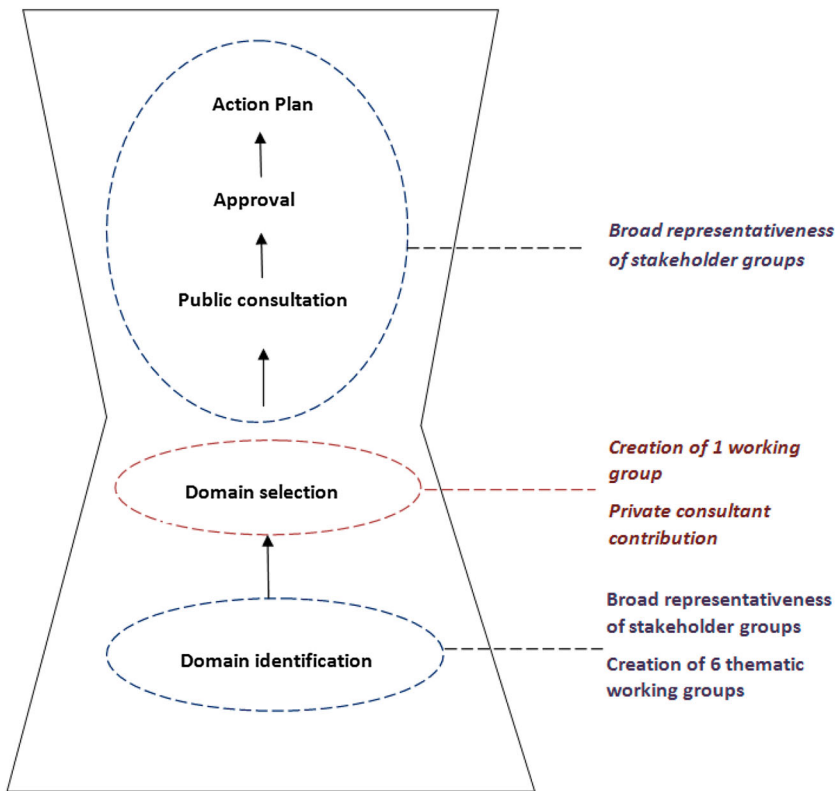 Action Plan
Approval
Public consultation
Broad representativeness
of stakeholder groups
Domain selection
Creation of 1 working
group
Private consultant
contribution
Domain identification
Broad representativeness
of stakeholder groups
Creation of 6 thematic
working groups